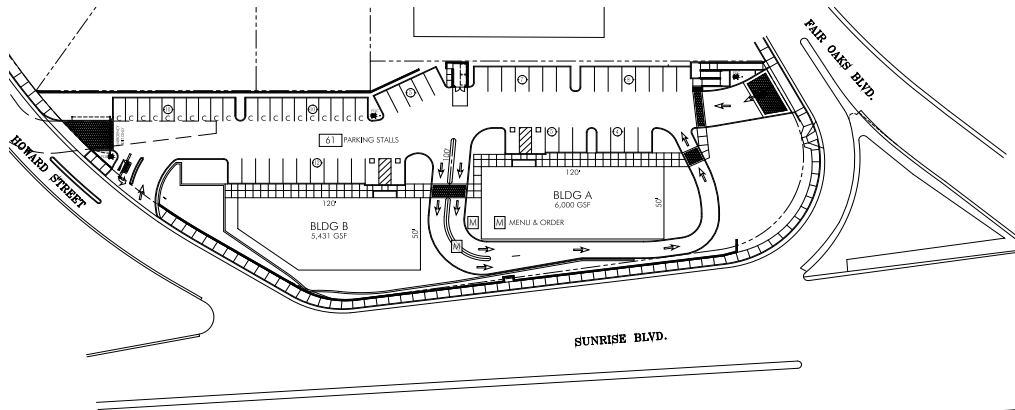 FAIR OAKS BLVD.
HOWARD STREET
61 PARKING STALLS
100'
120'
BLDG A
6,000 GSF
50'
M
M MENU & ORDER
M
120'
BLDG B
5,431 GSF
50'
SUNRISE BLVD.
C C C C C C C C C C C C C C C C C C